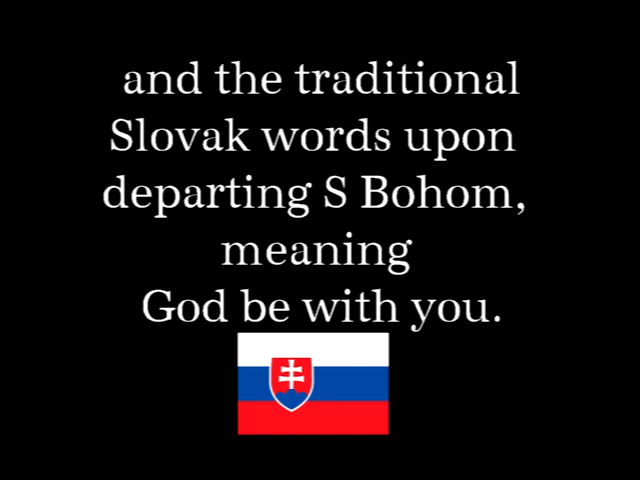 and the traditional
Slovak words upon
departing S Bohom,
meaning
God be with you.